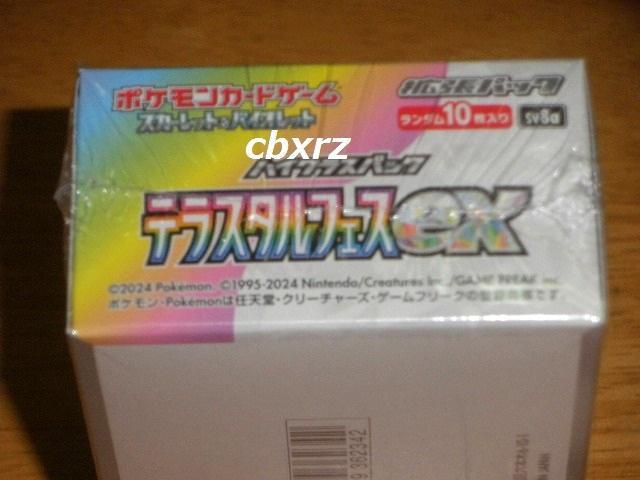 ポケモンカードゲーム
スカーレット&バイオレット
拡張パック
ランダム10枚入り
sv8a
cbxrz
ハイクラスパック
テラスタルフェスex
©2024 Pokémon. ©1995-2024 Nintendo/Creatures Inc./GAME FREAK inc.
ポケモン・Pokémonは任天堂・クリーチャーズ・ゲームフリークの登録商標です。
9 362342